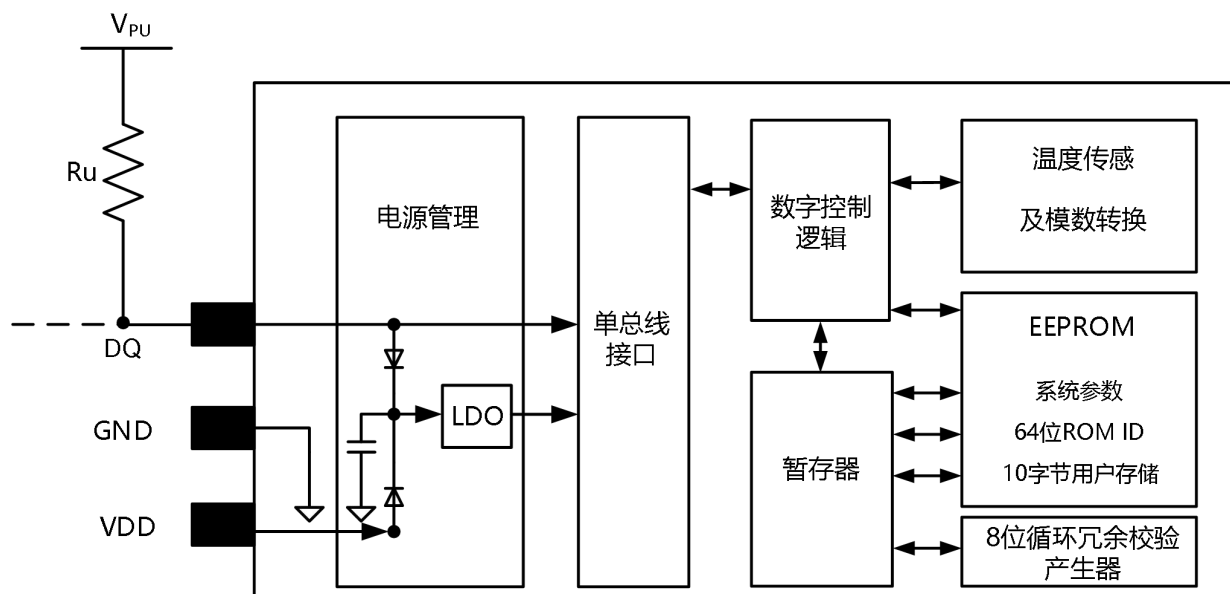 VPU
Ru
DQ
GND
VDD
电源管理
LDO
单总线
接口
数字控制
逻辑
暂存器
温度传感
及模数转换
EEPROM
系统参数
64位ROM ID
10字节用户存储
8位循环冗余校验
产生器